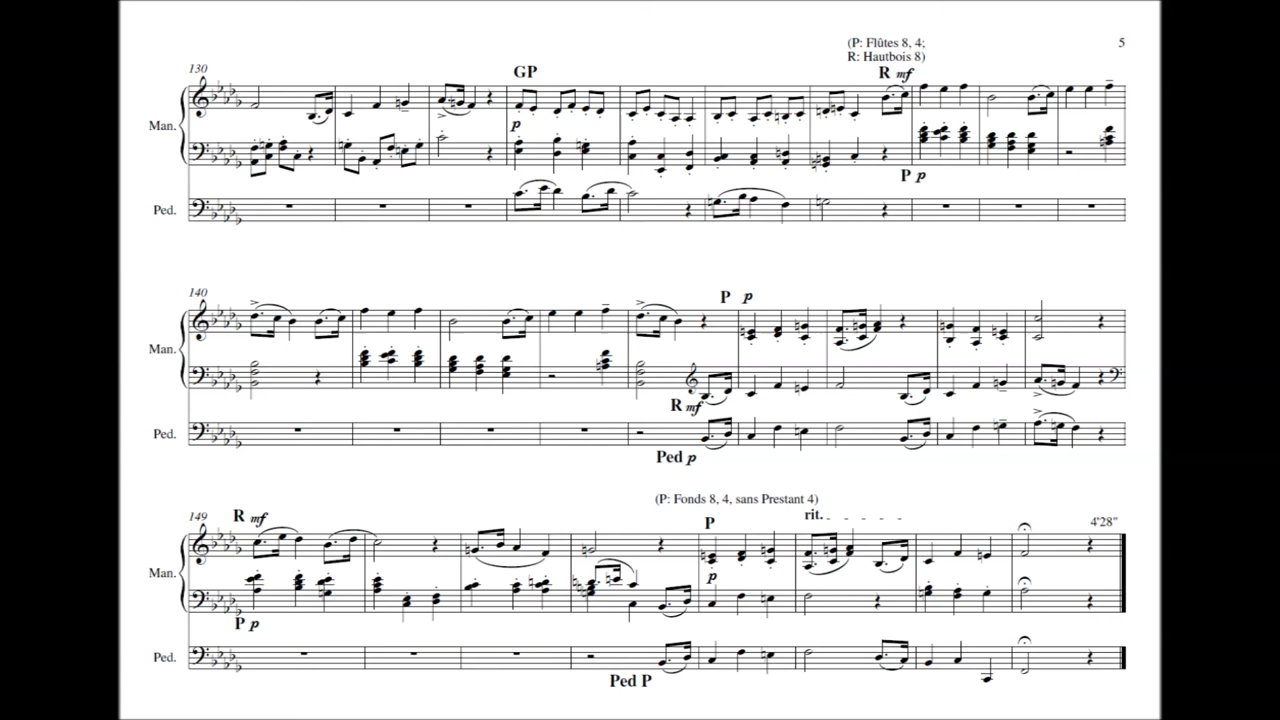 (P: Flûtes 8, 4;
R: Hautbois 8)
5
130
GP
R mf
Man.
p
P p
Ped.
140
P p
Man.
R mf
Ped.
Ped p
(P: Fonds 8, 4, sans Prestant 4)
149
R mf
P
rit.
4'28"
Man.
p
P p
Ped.
Ped P